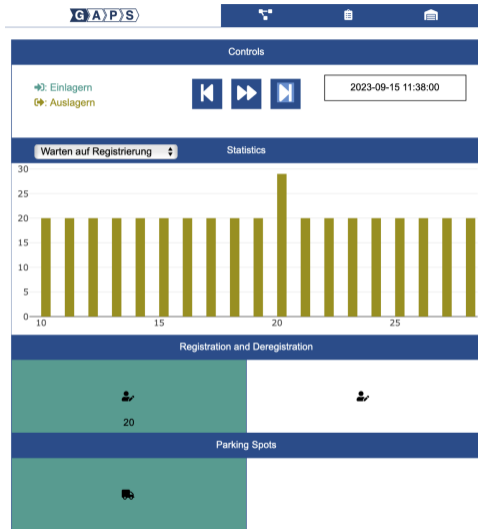 G A P S
Controls
: Einlagern
: Auslagern
2023-09-15 11:38:00
Warten auf Registrierung
Statistics
30
25
20
15
10
5
0
10 15 20 25
Registration and Deregistration
20
Parking Spots